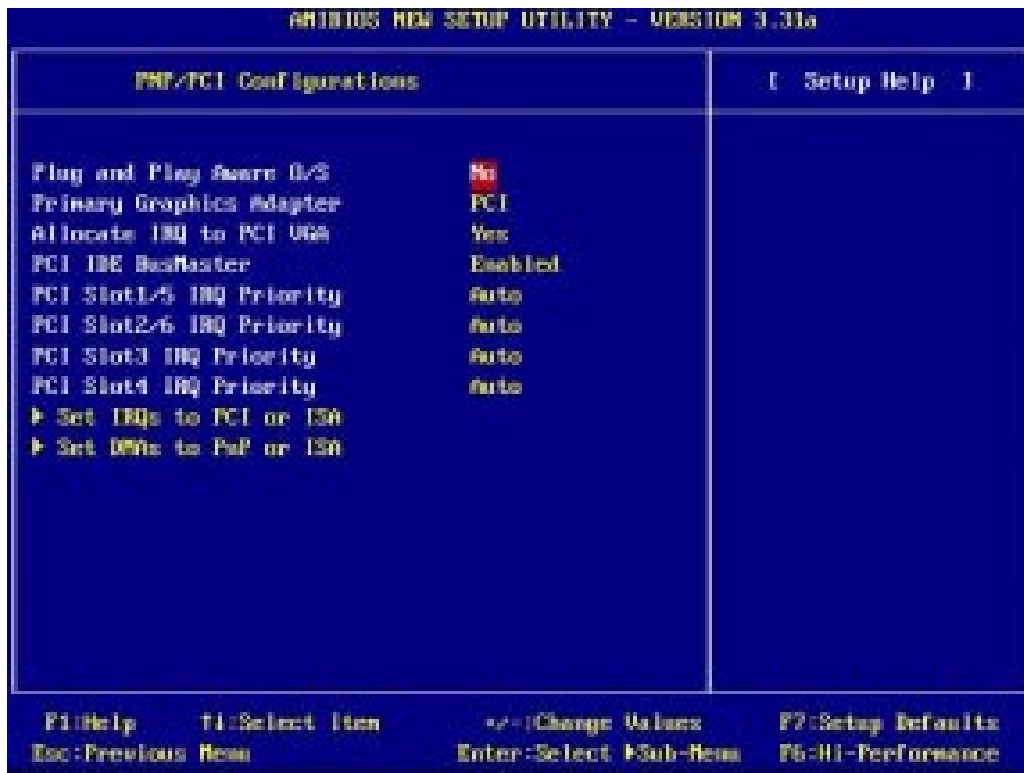 AMIBIOS NEW SETUP UTILITY - VERSION 3.31a
PNP/PCI Configurations
[ Setup Help ]
Plug and Play Aware O/S No
Primary Graphics Adapter PCI
Allocate IRQ to PCI VGA Yes
PCI IDE BusMaster Enabled
PCI Slot1/5 IRQ Priority Auto
PCI Slot2/6 IRQ Priority Auto
PCI Slot3 IRQ Priority Auto
PCI Slot4 IRQ Priority Auto
▶ Set IRQs to PCI or ISA
▶ Set DMAs to PnP or ISA
F1:Help ↑↓:Select Item +/-:Change Values F7:Setup Defaults
Esc:Previous Menu Enter:Select ▶Sub-Menu F6:Hi-Performance